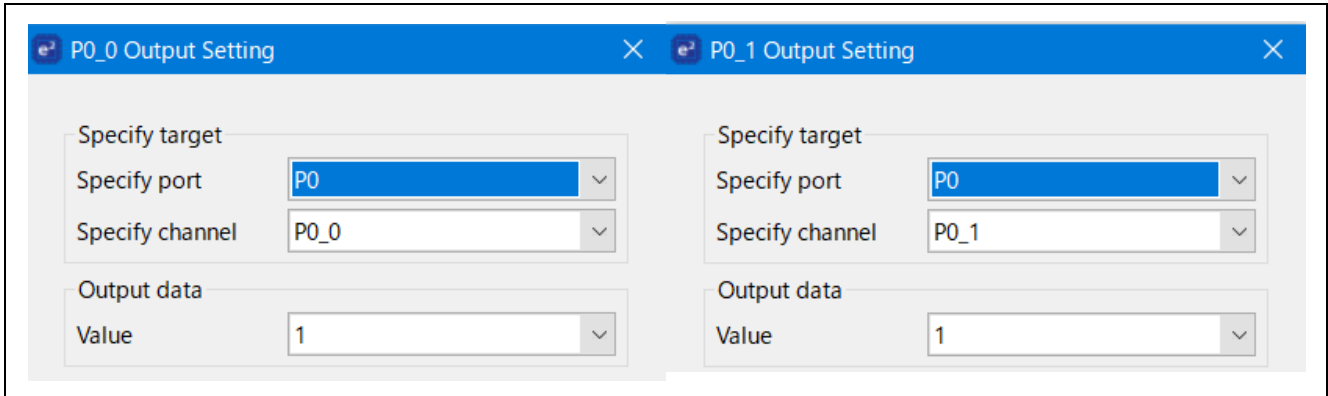 e² P0_0 Output Setting
Specify target
Specify port P0
Specify channel P0_0
Output data
Value 1
e² P0_1 Output Setting
Specify target
Specify port P0
Specify channel P0_1
Output data
Value 1